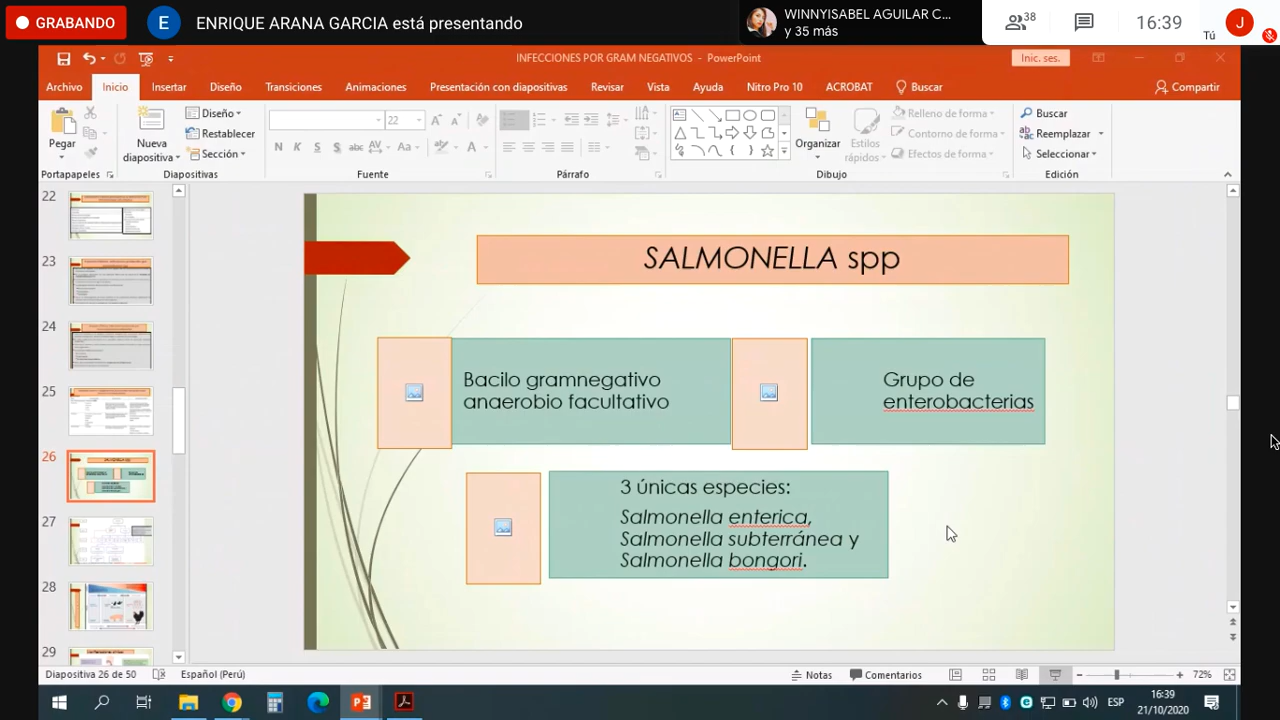 GRABANDO
E
ENRIQUE ARANA GARCIA está presentando
WINNYISABEL AGUILAR C...
y 35 más
38
16:39
Tú
J
INFECCIONES POR GRAM NEGATIVOS - PowerPoint
Inic. ses.
Archivo
Inicio
Insertar
Diseño
Transiciones
Animaciones
Presentación con diapositivas
Revisar
Vista
Ayuda
Nitro Pro 10
ACROBAT
Buscar
Compartir
Pegar
Nueva
diapositiva
Diseño
Restablecer
Sección
22
N K S S abc AV Aa
A
Organizar
Estilos
rápidos
Relleno de forma
Contorno de forma
Efectos de forma
Buscar
Reemplazar
Seleccionar
Portapapeles
Diapositivas
Fuente
Párrafo
Dibujo
Edición
22
23
24
25
26
27
28
29
SALMONELLA spp
Bacilo gramnegativo
anaerobio facultativo
Grupo de
enterobacterias
3 únicas especies:
Salmonella enterica,
Salmonella subterránea y
Salmonella bongori.
Diapositiva 26 de 50
Español (Perú)
Notas
Comentarios
72%
ESP
16:39
21/10/2020